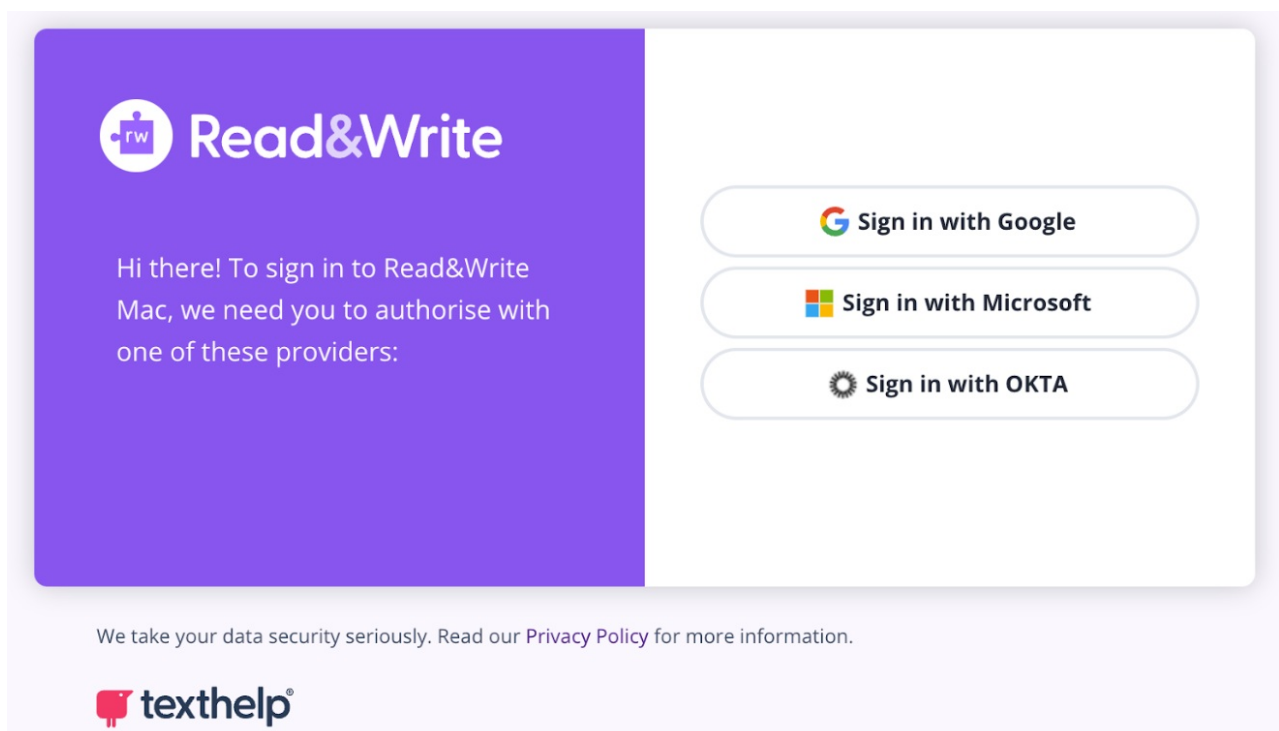 rw Read&Write
Hi there! To sign in to Read&Write
Mac, we need you to authorise with
one of these providers:
Sign in with Google
Sign in with Microsoft
Sign in with OKTA
We take your data security seriously. Read our Privacy Policy for more information.
texthelp®